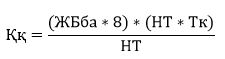 Ққ = (ЖБба * 8) * (НТ * Тк)
НТ